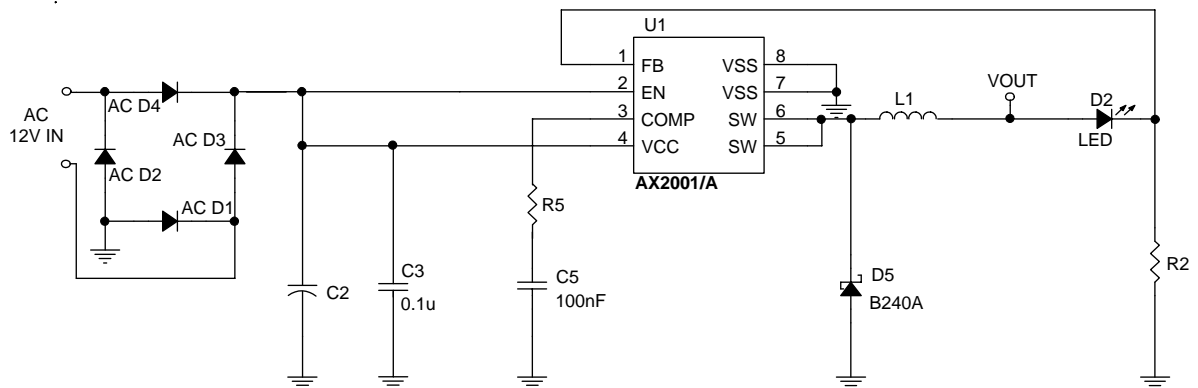 U1
AX2001/A
1 FB
2 EN
3 COMP
4 VCC
8 VSS
7 VSS
6 SW
5 SW
AC
12V IN
AC D4
AC D3
AC D2
AC D1
C2
C3
0.1u
R5
C5
100nF
L1
VOUT
D2
LED
D5
B240A
R2